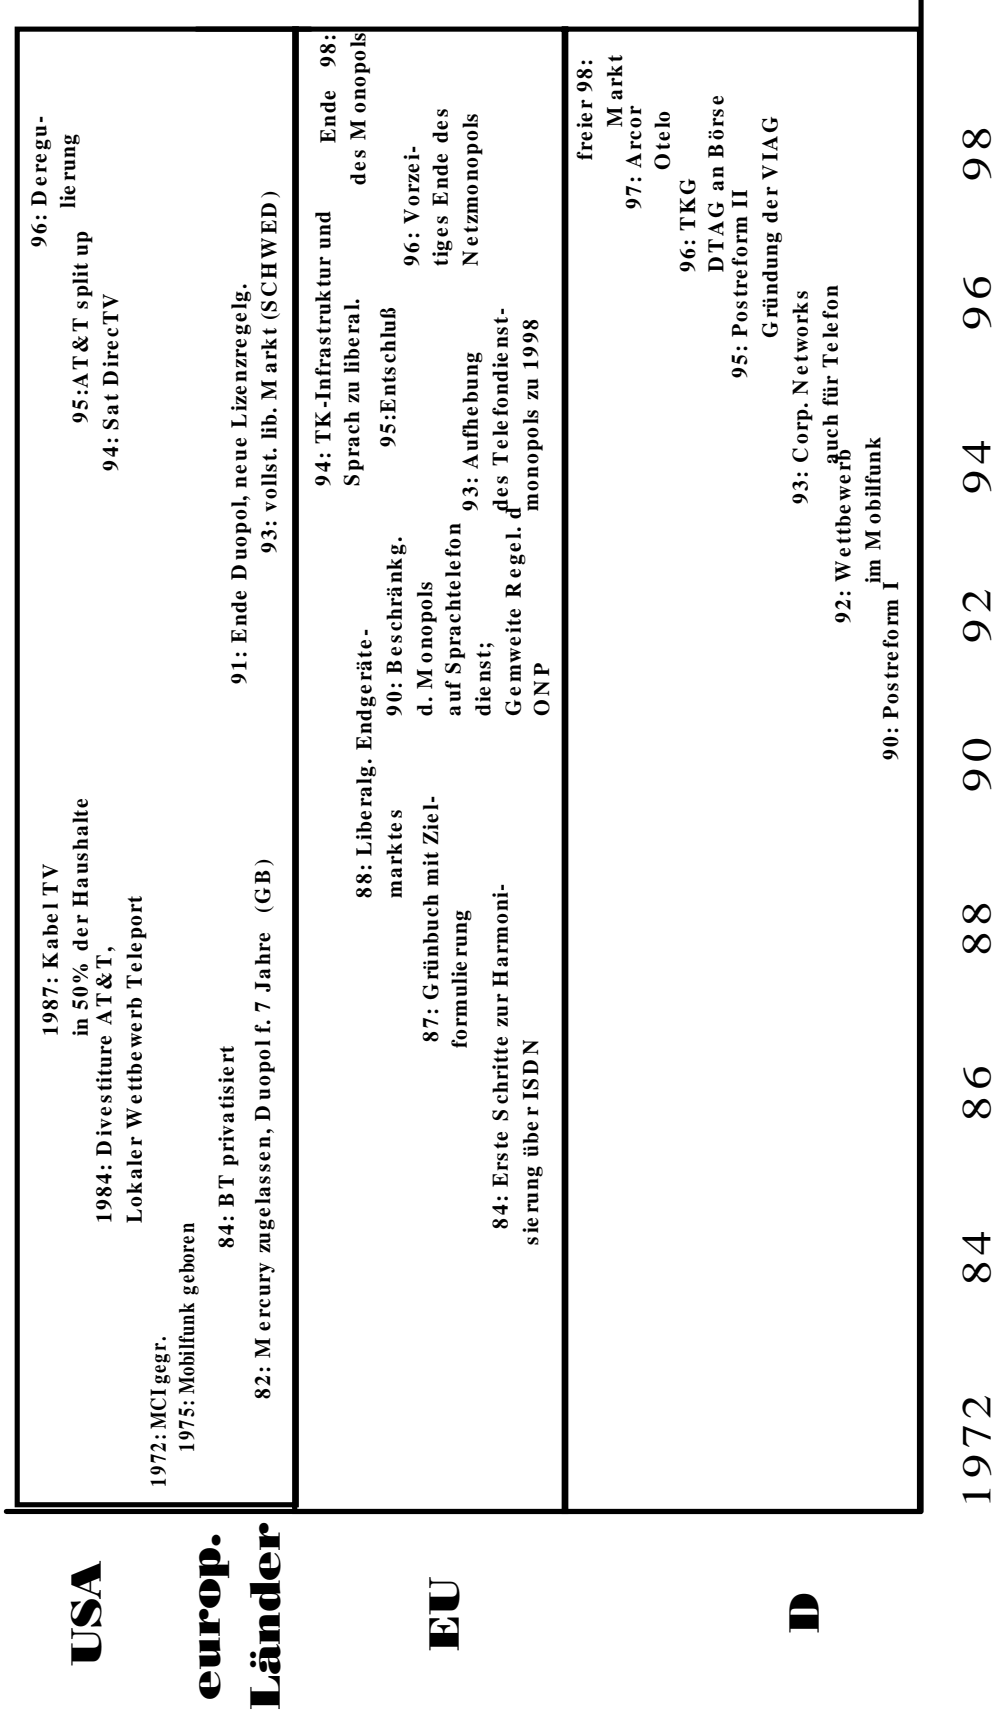 USA
96: Deregu-
lierung
95:AT&T split up
94: Sat DirecTV
1987: Kabel TV
in 50% der Haushalte
1984: Divestiture AT&T,
Lokaler Wettbewerb Teleport
1972: MCI gegr.
1975: Mobilfunk geboren
europ.
Länder
84: BT privatisiert
91: Ende Duopol, neue Lizenzregelg.
82: Mercury zugelassen, Duopol f. 7 Jahre (GB)
93: vollst. lib. Markt (SCHWED)
EU
Ende 98:
des Monopols
94: TK-Infrastruktur und
Sprach zu liberal.
95:Entschluß
96: Vorzei-
tiges Ende des
Netzmonopols
88: Liberalg. Endgeräte-
marktes
90: Beschränkg.
d. Monopols
auf Sprachtelefon
dienst;
Gemweite Regel. d
ONP
93: Aufhebung
des Telefondienst-
monopols zu 1998
87: Grünbuch mit Ziel-
formulierung
84: Erste Schritte zur Harmoni-
sierung über ISDN
D
freier 98:
Markt
97: Arcor
Otelo
96: TKG
DTAG an Börse
95: Postreform II
Gründung der VIAG
93: Corp. Networks
auch für Telefon
92: Wettbewerb
im Mobilfunk
90: Postreform I
1972 84 86 88 90 92 94 96 98